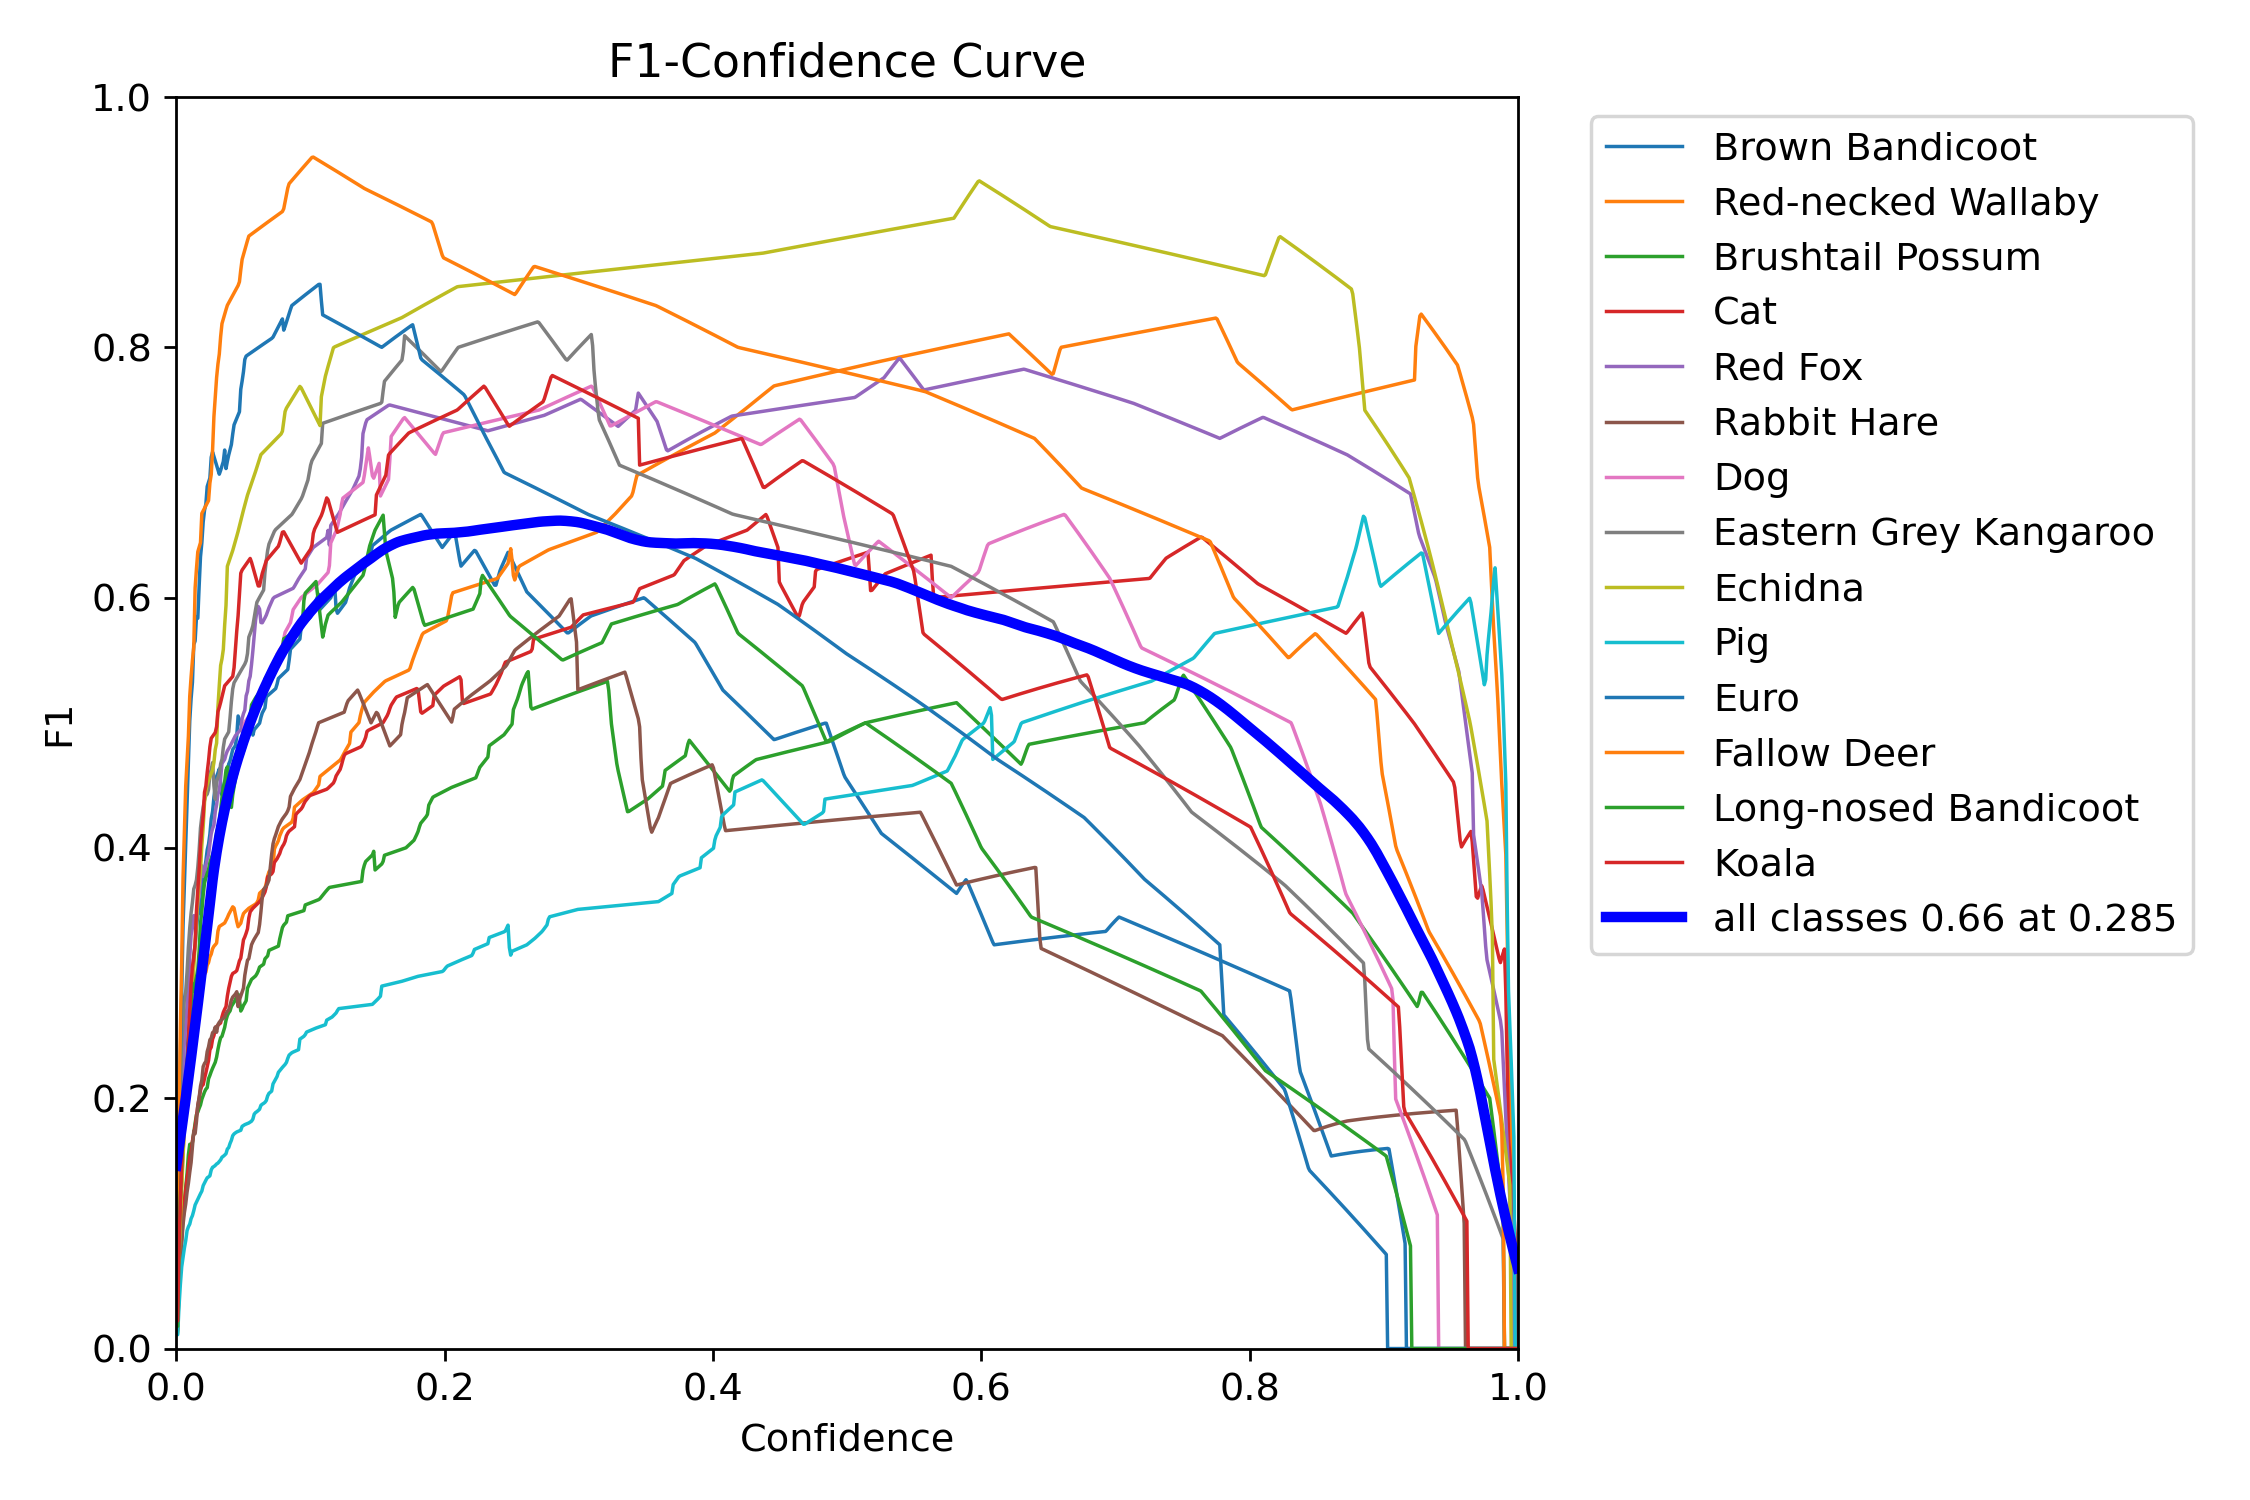 F1-Confidence Curve
1.0
0.8
0.6
0.4
0.2
0.0
F1
0.0 0.2 0.4 0.6 0.8 1.0
Confidence
Brown Bandicoot
Red-necked Wallaby
Brushtail Possum
Cat
Red Fox
Rabbit Hare
Dog
Eastern Grey Kangaroo
Echidna
Pig
Euro
Fallow Deer
Long-nosed Bandicoot
Koala
all classes 0.66 at 0.285